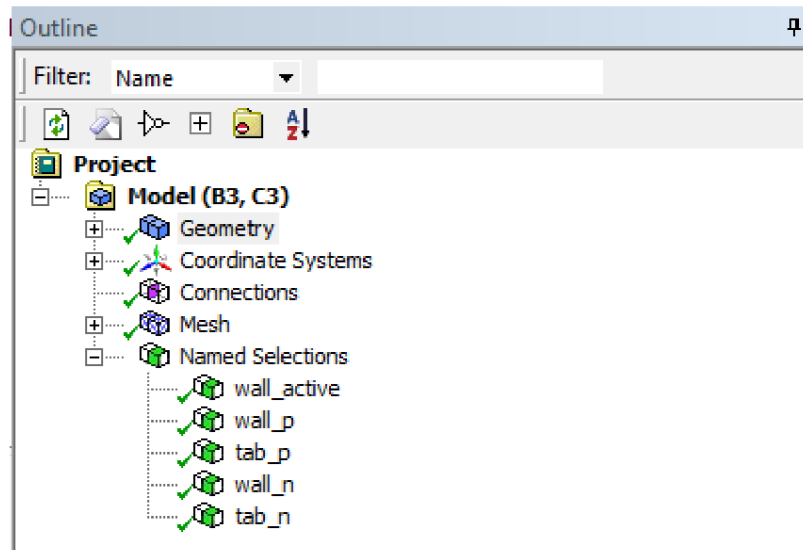 Outline
Filter: Name
Project
Model (B3, C3)
Geometry
Coordinate Systems
Connections
Mesh
Named Selections
wall_active
wall_p
tab_p
wall_n
tab_n